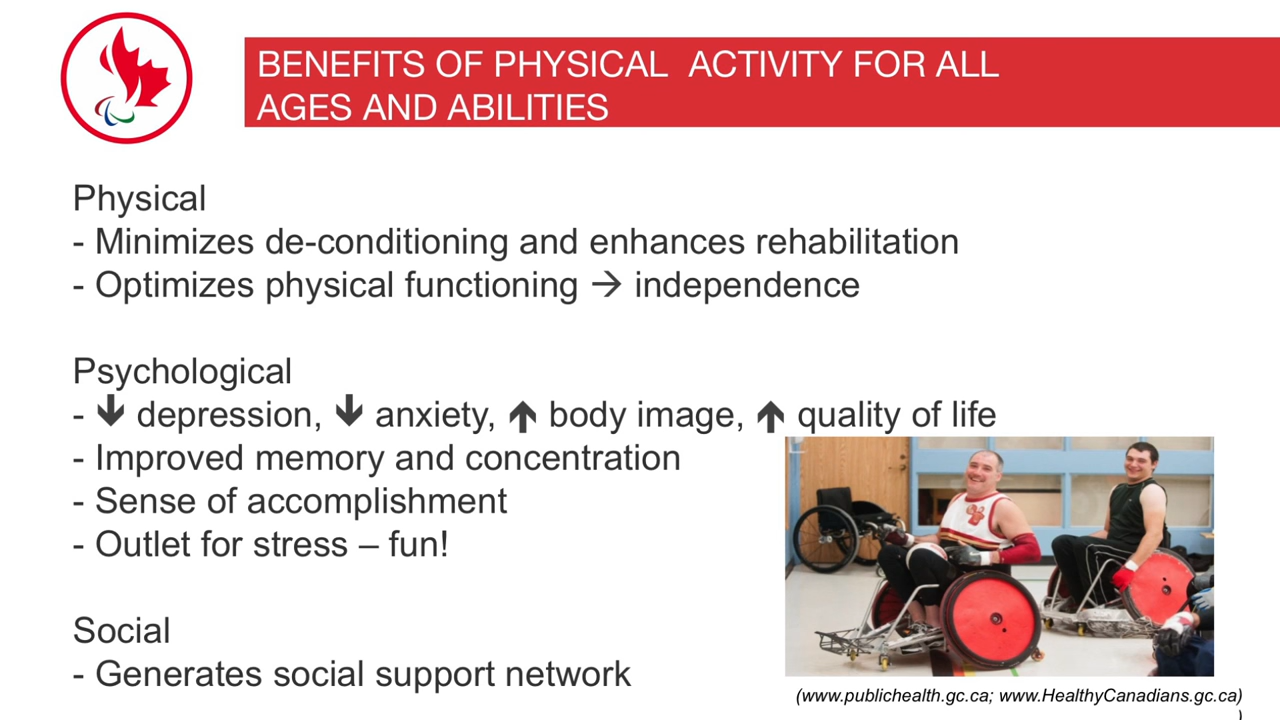 BENEFITS OF PHYSICAL  ACTIVITY FOR ALL
AGES AND ABILITIES
Physical
- Minimizes de-conditioning and enhances rehabilitation
- Optimizes physical functioning → independence
Psychological
- 🡻 depression, 🡻 anxiety, 🡹 body image, 🡹 quality of life
- Improved memory and concentration
- Sense of accomplishment
- Outlet for stress – fun!
Social
- Generates social support network
(www.publichealth.gc.ca; www.HealthyCanadians.gc.ca)
)